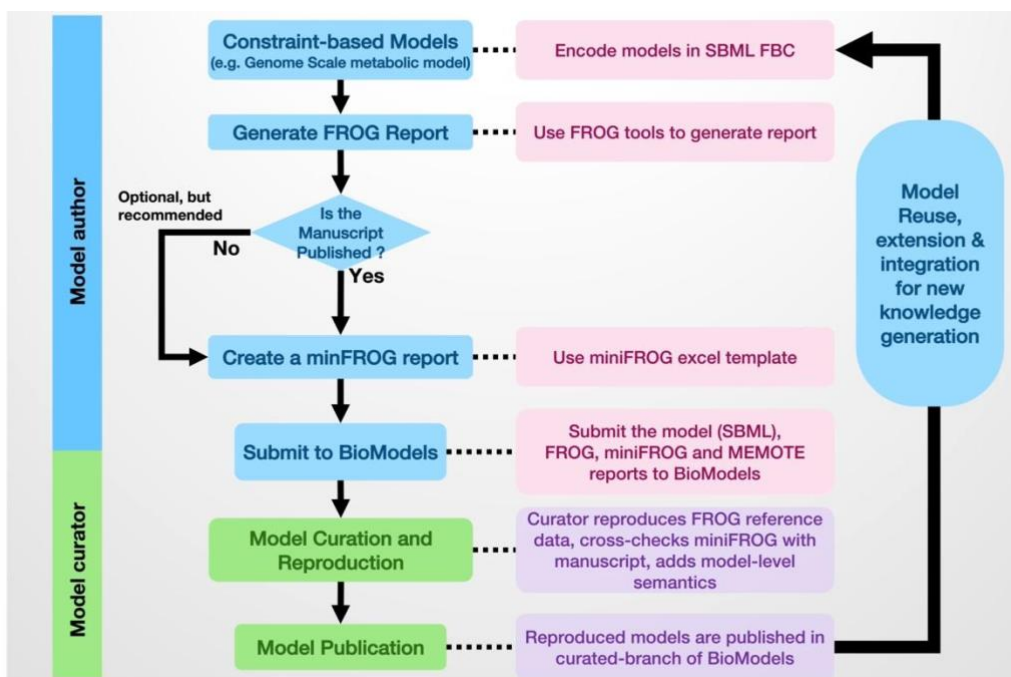 Model author
Model curator
Constraint-based Models
(e.g. Genome Scale metabolic model)
Encode models in SBML FBC
Generate FROG Report
Use FROG tools to generate report
Optional, but
recommended
Is the
Manuscript
Published ?
No
Yes
Create a minFROG report
Use miniFROG excel template
Submit to BioModels
Submit the model (SBML),
FROG, miniFROG and MEMOTE
reports to BioModels
Model Curation and
Reproduction
Curator reproduces FROG reference
data, cross-checks miniFROG with
manuscript, adds model-level
semantics
Model Publication
Reproduced models are published in
curated-branch of BioModels
Model
Reuse,
extension &
integration
for new
knowledge
generation